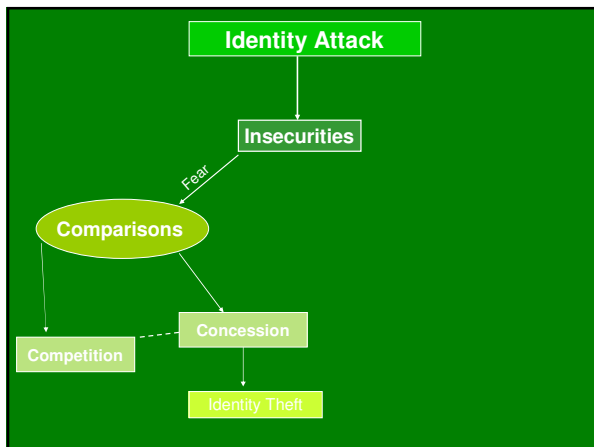 Identity Attack
Insecurities
Fear
Comparisons
Concession
Competition
Identity Theft